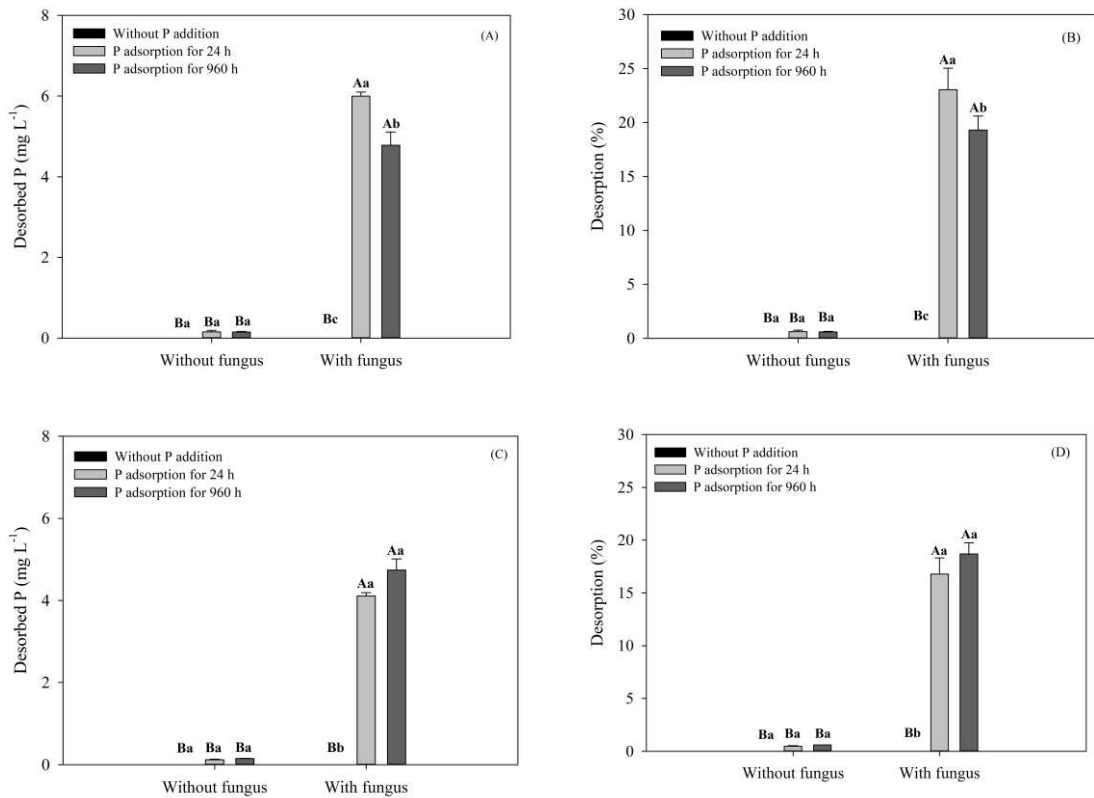 (A)
Without P addition
P adsorption for 24 h
P adsorption for 960 h
Desorbed P (mg L⁻¹)
8
6
4
2
0
Ba Ba Ba
Bc Aa Ab
Without fungus With fungus
(B)
Without P addition
P adsorption for 24 h
P adsorption for 960 h
Desorption (%)
30
25
20
15
10
5
0
Ba Ba Ba
Bc Aa Ab
Without fungus With fungus
(C)
Without P addition
P adsorption for 24 h
P adsorption for 960 h
Desorbed P (mg L⁻¹)
8
6
4
2
0
Ba Ba Ba
Bb Aa Aa
Without fungus With fungus
(D)
Without P addition
P adsorption for 24 h
P adsorption for 960 h
Desorption (%)
30
25
20
15
10
5
0
Ba Ba Ba
Bb Aa Aa
Without fungus With fungus